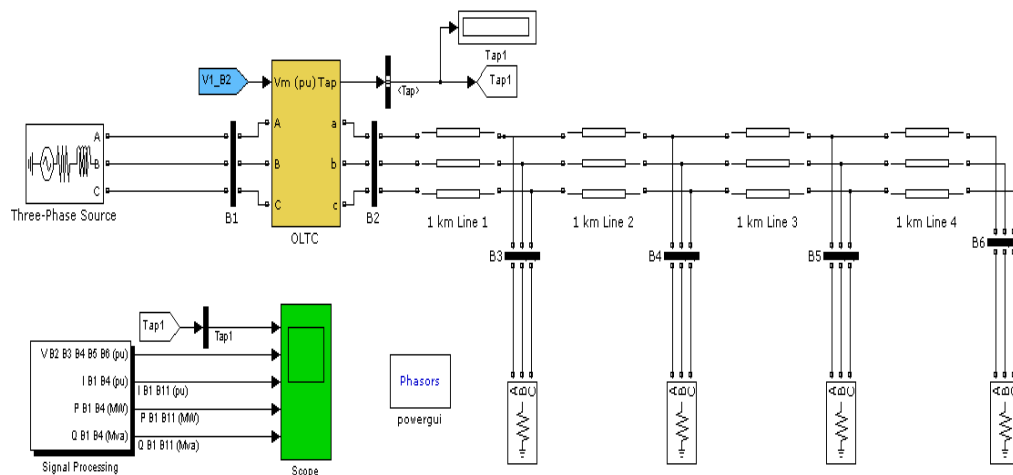 Tap1
V1_B2
Vm (pu) Tap
<Tap>
Tap1
A
B
C
Three-Phase Source
B1
A
B
C
a
b
c
OLTC
B2
1 km Line 1
1 km Line 2
1 km Line 3
1 km Line 4
B3
B4
B5
B6
Tap1
Tap1
V B2 B3 B4 B5 B6 (pu)
I B1 B4 (pu)
I B1 B11 (pu)
P B1 B4 (MW)
P B1 B11 (MW)
Q B1 B4 (Mva)
Q B1 B11 (Mva)
Signal Processing
Scope
Phasors
powergui
A B C
A B C
A B C
A B C